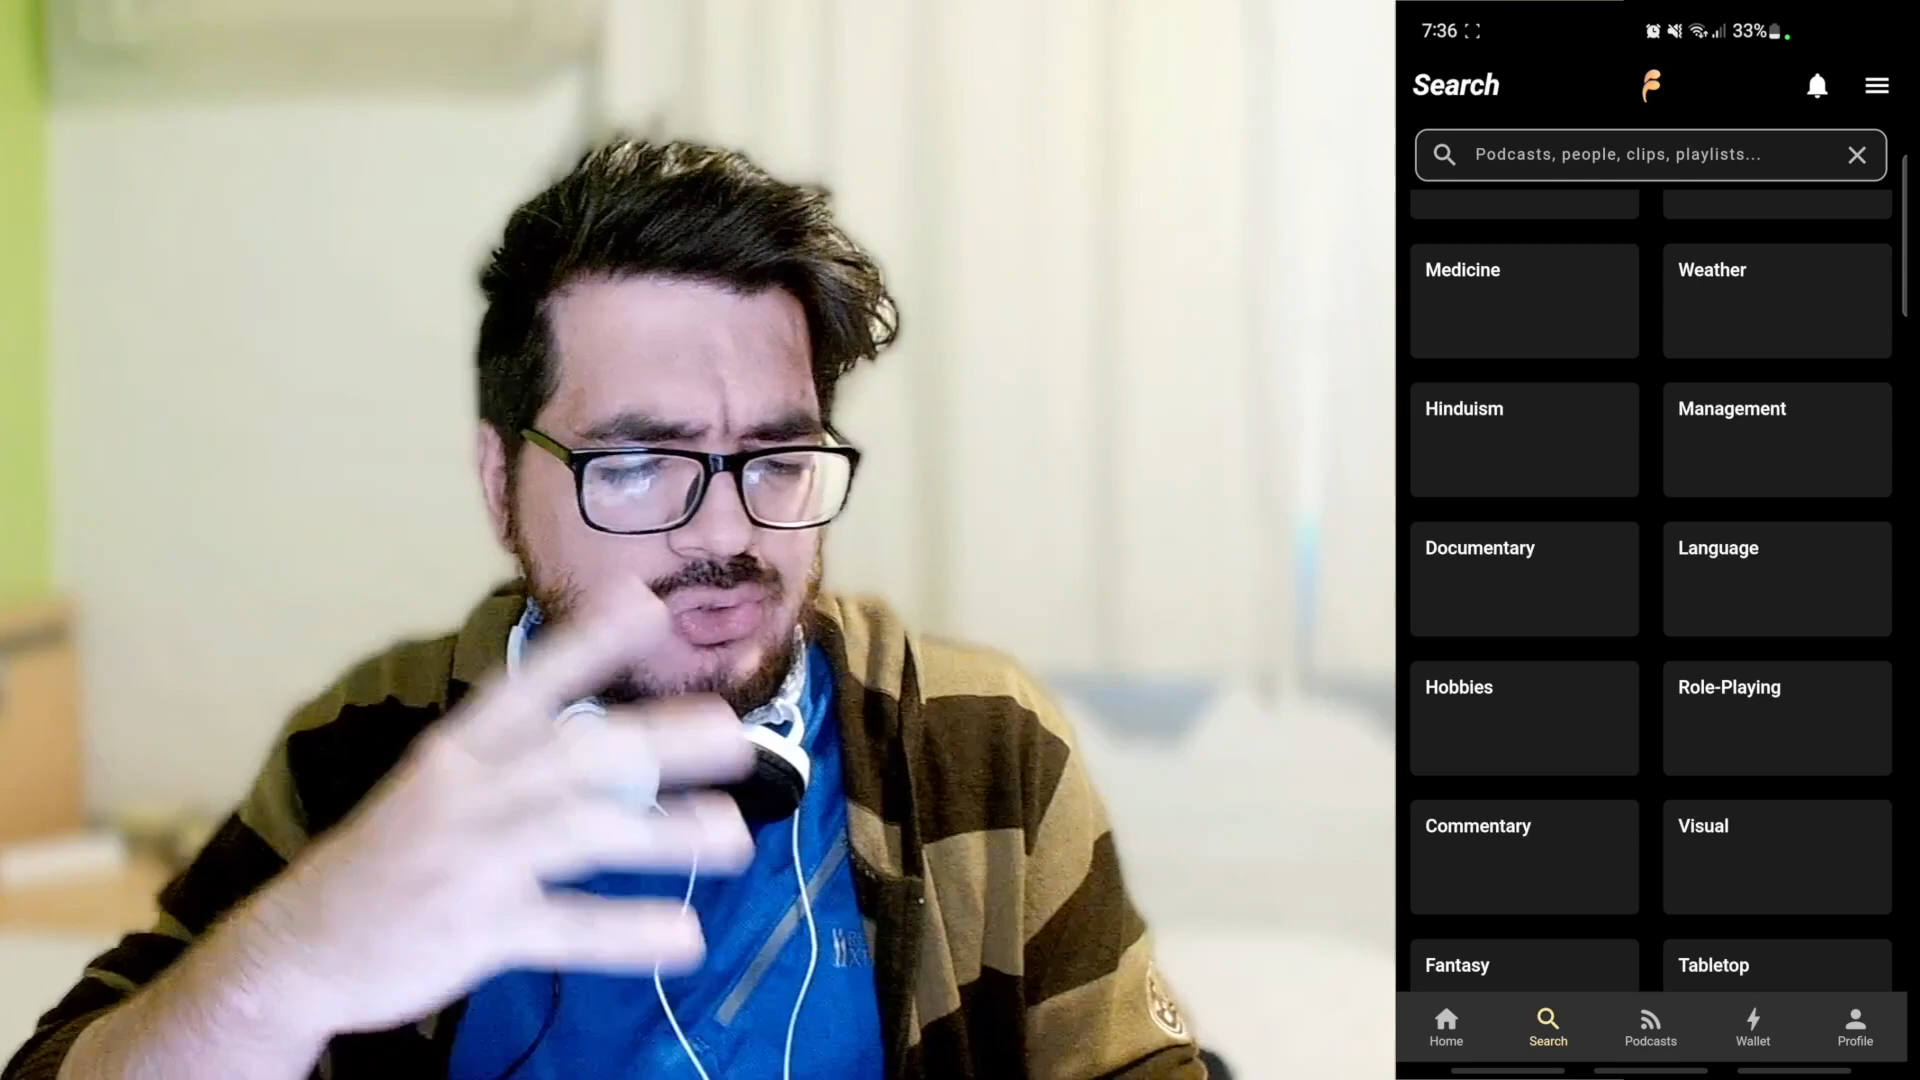 7:36
33%
Search
Podcasts, people, clips, playlists...
Medicine
Weather
Hinduism
Management
Documentary
Language
Hobbies
Role-Playing
Commentary
Visual
Fantasy
Tabletop
Home
Search
Podcasts
Wallet
Profile